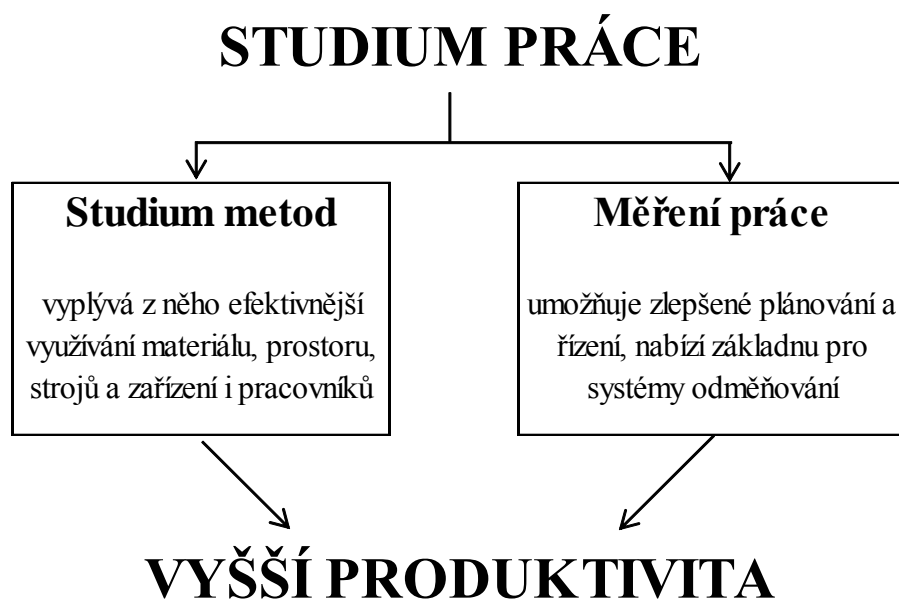 STUDIUM PRÁCE
Studium metod
vyplývá z něho efektivnější
využívání materiálu, prostoru,
strojů a zařízení i pracovníků
Měření práce
umožňuje zlepšené plánování a
řízení, nabízí základnu pro
systémy odměňování
VYŠŠÍ PRODUKTIVITA